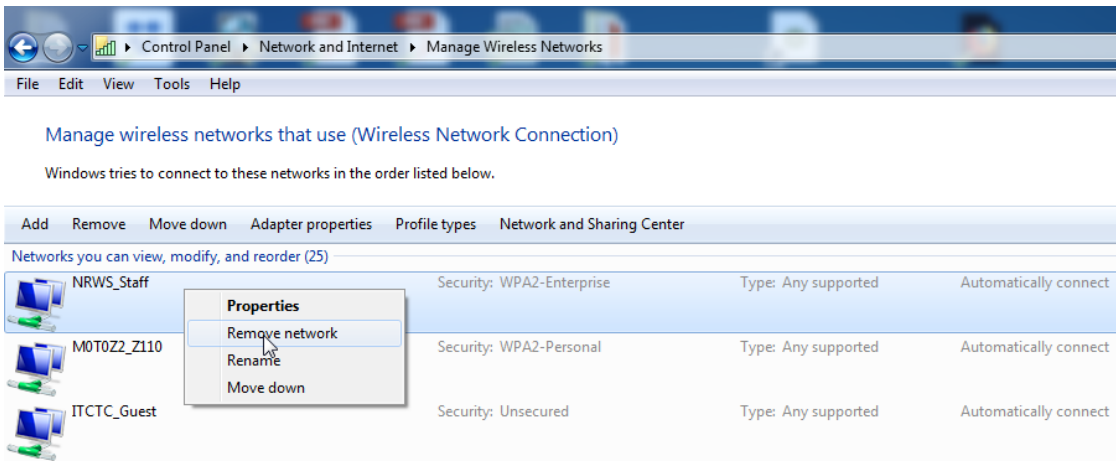 Control Panel ▸ Network and Internet ▸ Manage Wireless Networks
File Edit View Tools Help
Manage wireless networks that use (Wireless Network Connection)
Windows tries to connect to these networks in the order listed below.
Add Remove Move down Adapter properties Profile types Network and Sharing Center
Networks you can view, modify, and reorder (25)
NRWS_Staff Security: WPA2-Enterprise Type: Any supported Automatically connect
Properties
Remove network
M0T0Z2_Z110 Security: WPA2-Personal Type: Any supported Automatically connect
Rename
Move down
ITCTC_Guest Security: Unsecured Type: Any supported Automatically connect